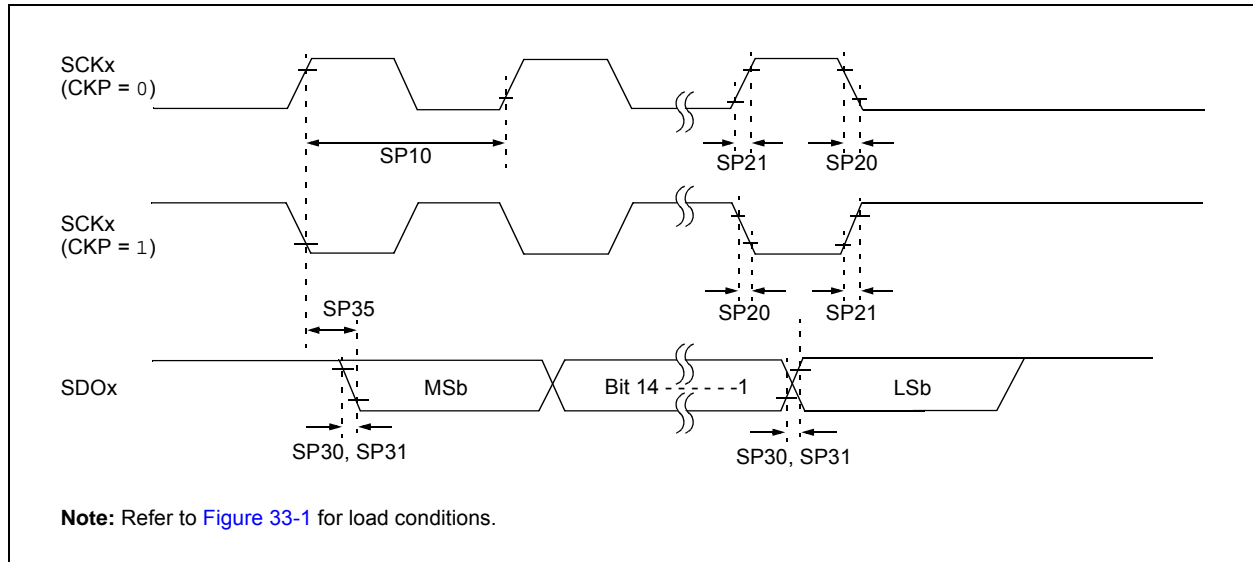 SCKx
(CKP = 0)
SP10
SP21
SP20
SCKx
(CKP = 1)
SP35
SP20
SP21
SDOx
MSb
Bit 14 - - - - - -1
LSb
SP30, SP31
SP30, SP31
Note: Refer to Figure 33-1 for load conditions.